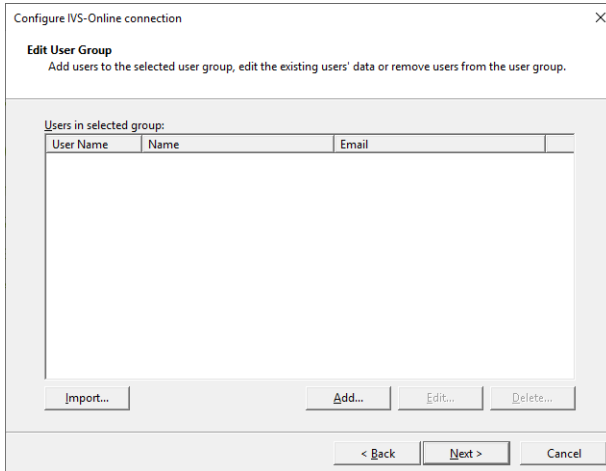 Configure IVS-Online connection
Edit User Group
Add users to the selected user group, edit the existing users' data or remove users from the user group.
Users in selected group:
User Name Name Email
Import... Add... Edit... Delete...
< Back Next > Cancel